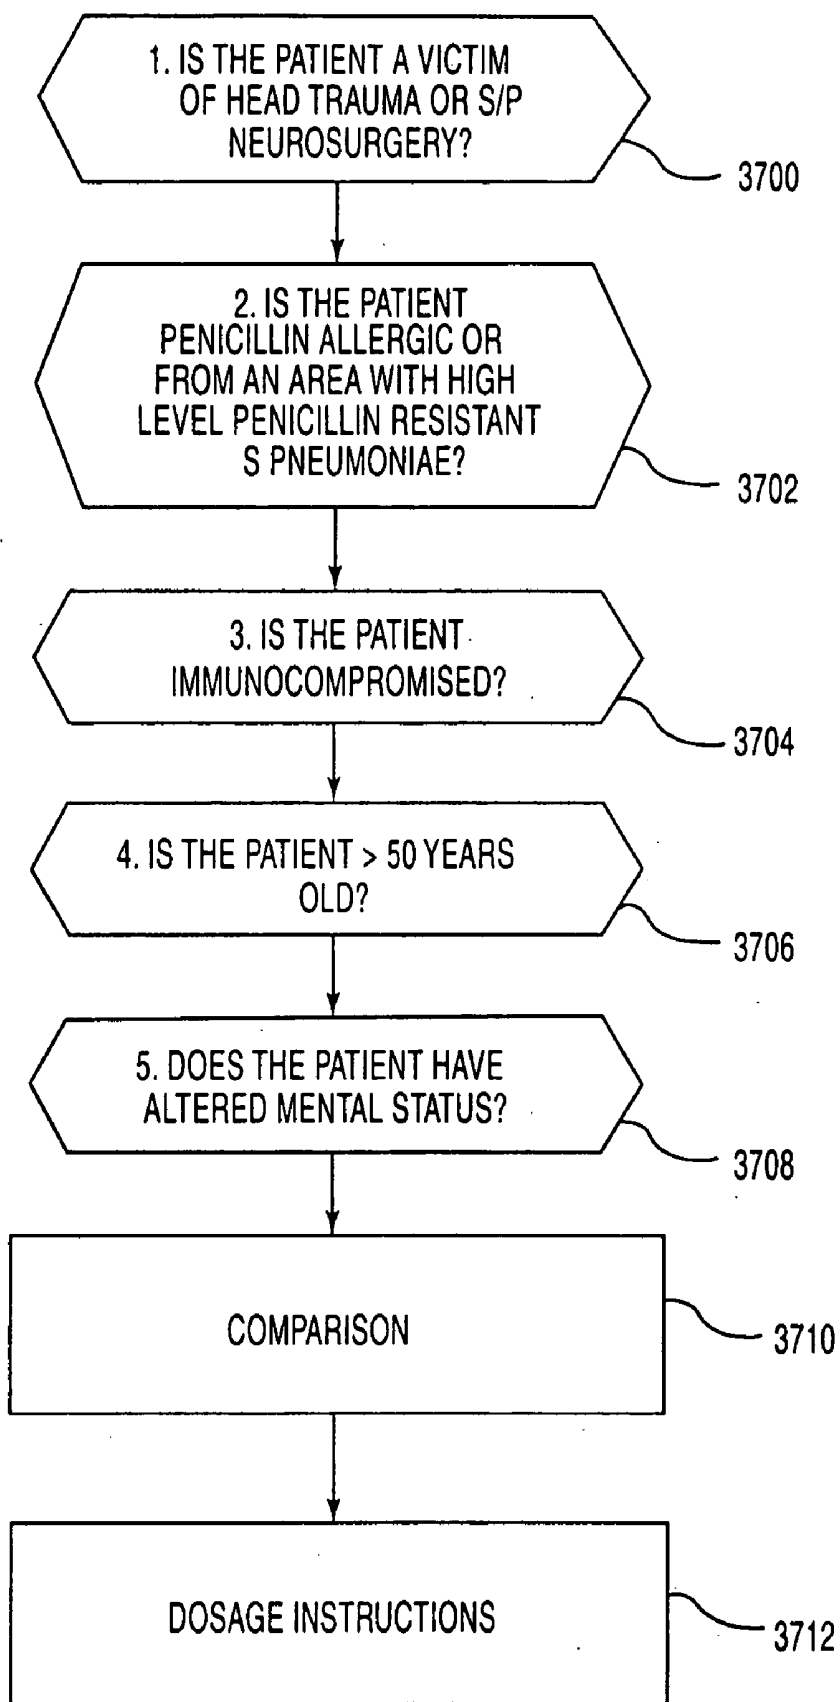 1. IS THE PATIENT A VICTIM
OF HEAD TRAUMA OR S/P
NEUROSURGERY?
3700
2. IS THE PATIENT
PENICILLIN ALLERGIC OR
FROM AN AREA WITH HIGH
LEVEL PENICILLIN RESISTANT
S PNEUMONIAE?
3702
3. IS THE PATIENT
IMMUNOCOMPROMISED?
3704
4. IS THE PATIENT > 50 YEARS
OLD?
3706
5. DOES THE PATIENT HAVE
ALTERED MENTAL STATUS?
3708
COMPARISON
3710
DOSAGE INSTRUCTIONS
3712